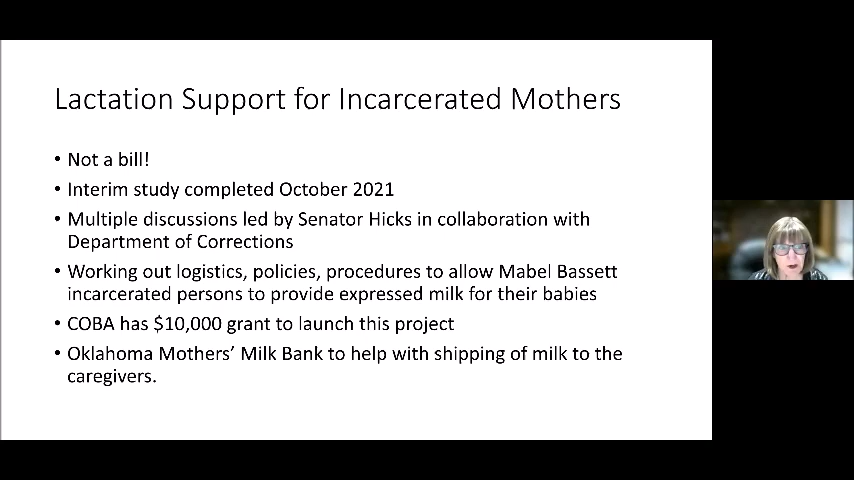 Lactation Support for Incarcerated Mothers
• Not a bill!
• Interim study completed October 2021
• Multiple discussions led by Senator Hicks in collaboration with
Department of Corrections
• Working out logistics, policies, procedures to allow Mabel Bassett
incarcerated persons to provide expressed milk for their babies
• COBA has $10,000 grant to launch this project
• Oklahoma Mothers’ Milk Bank to help with shipping of milk to the
caregivers.